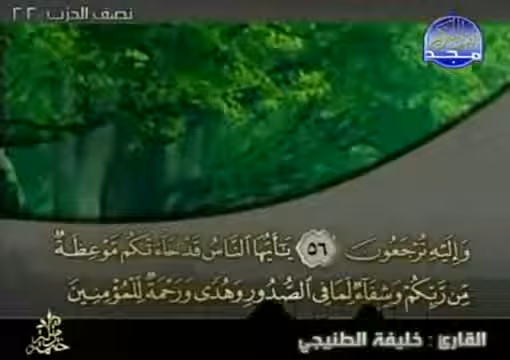 نصف الحزب : ٢٢
مجد
وَإِلَيْهِ تُرْجَعُونَ ٥٦ يَٰٓأَيُّهَا ٱلنَّاسُ قَدْ جَآءَتْكُم مَّوْعِظَةٌ
مِّن رَّبِّكُمْ وَشِفَآءٌ لِّمَا فِى ٱلصُّدُورِ وَهُدًى وَرَحْمَةٌ لِّلْمُؤْمِنِينَ
القارئ : خليفة الطنيجي